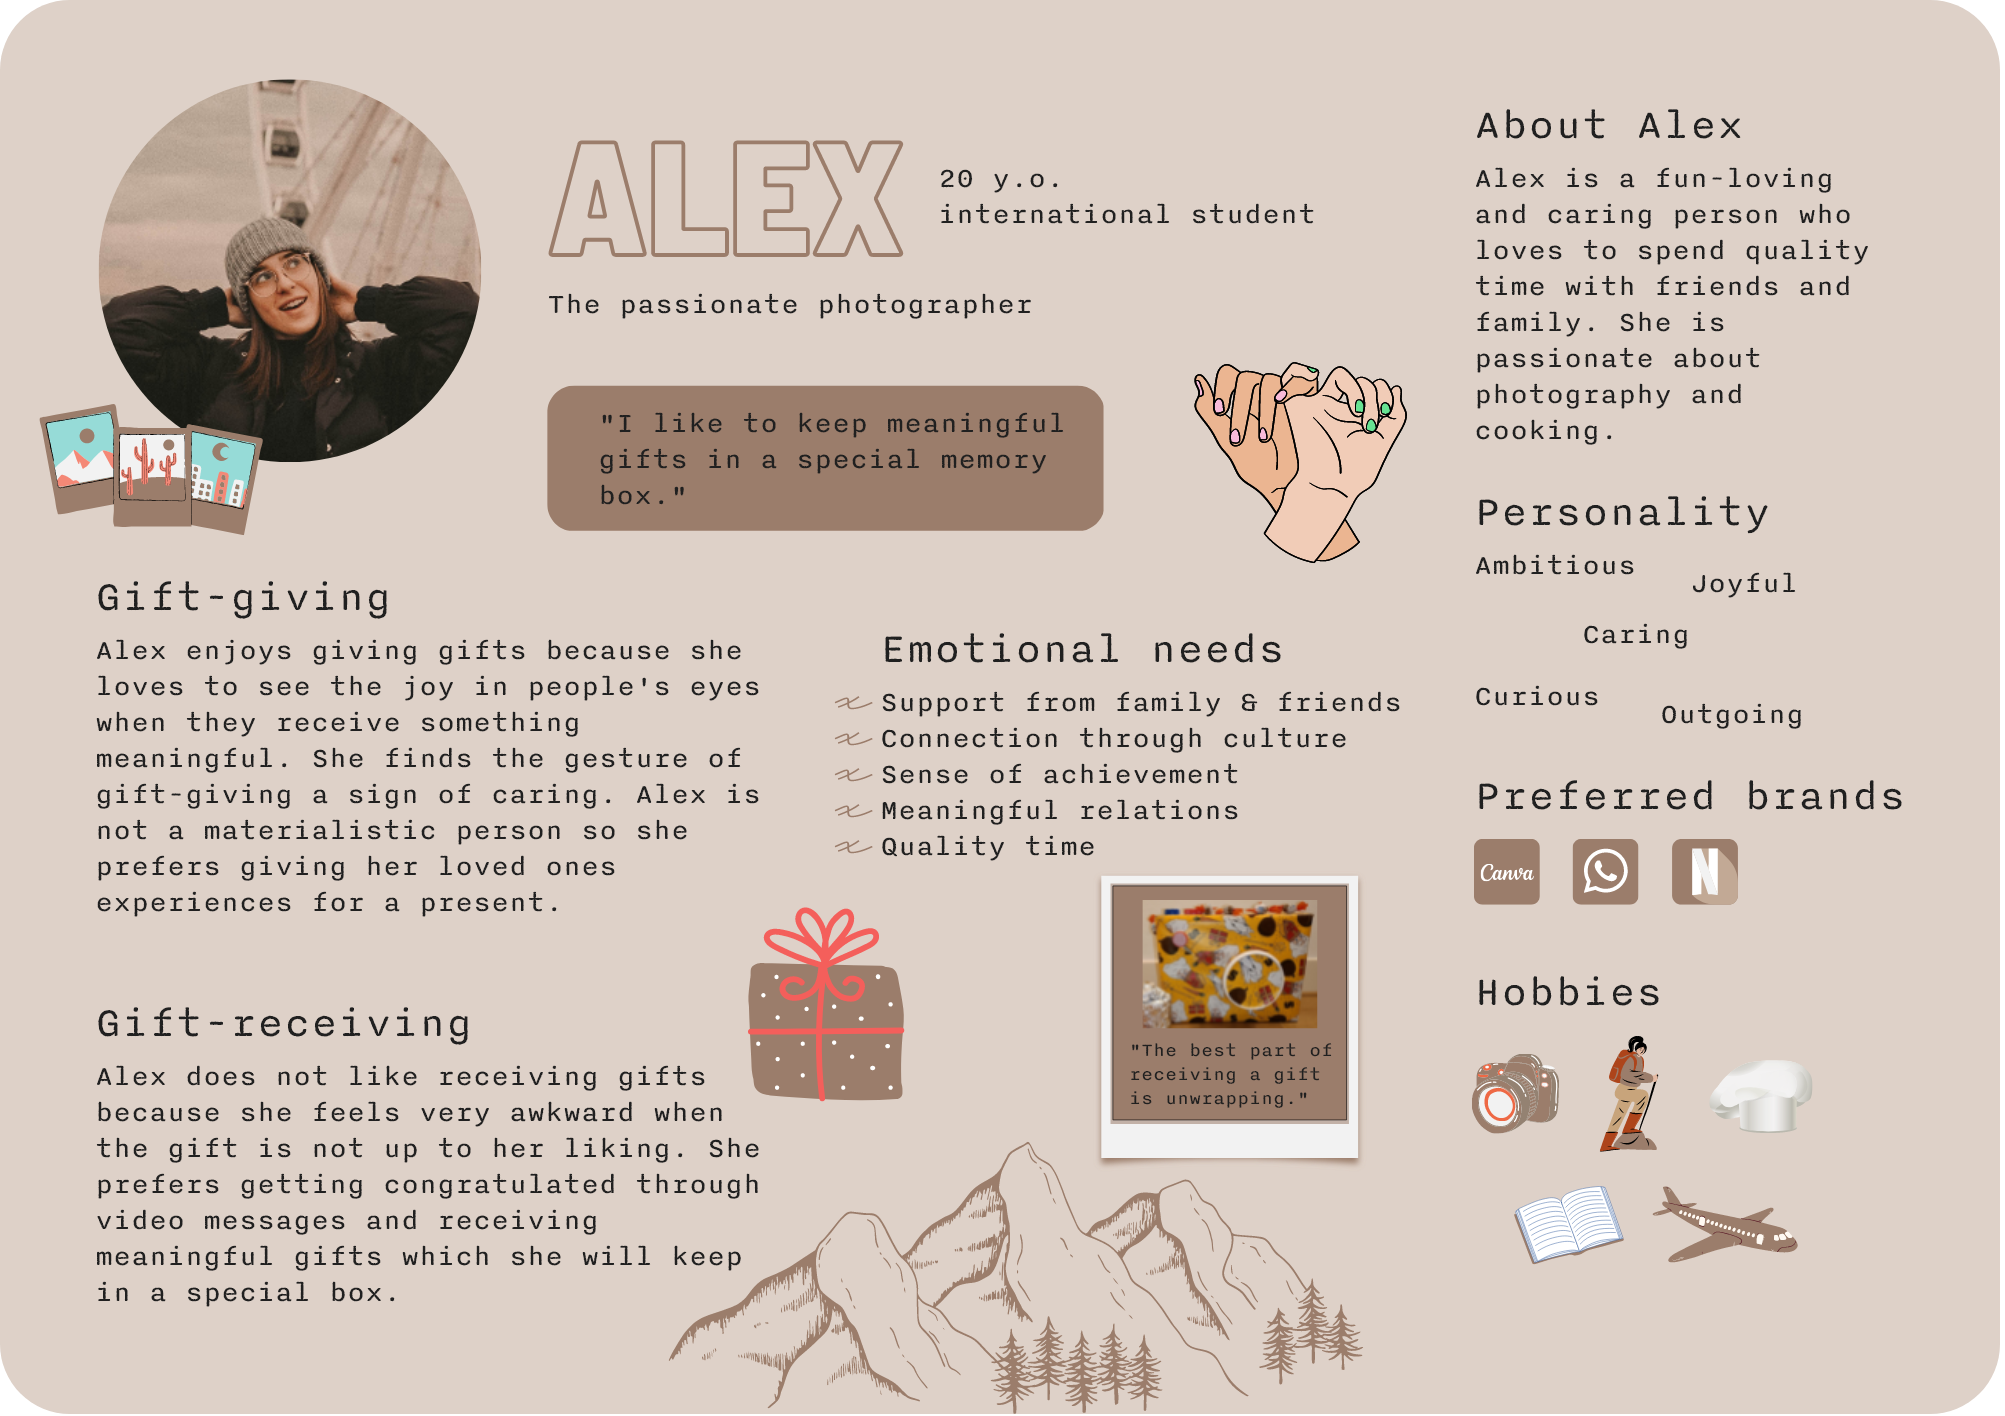 ALEX
20 y.o.
international student
The passionate photographer
"I like to keep meaningful
gifts in a special memory
box."
Gift-giving
Alex enjoys giving gifts because she
loves to see the joy in people's eyes
when they receive something
meaningful. She finds the gesture of
gift-giving a sign of caring. Alex is
not a materialistic person so she
prefers giving her loved ones
experiences for a present.
Gift-receiving
Alex does not like receiving gifts
because she feels very awkward when
the gift is not up to her liking. She
prefers getting congratulated through
video messages and receiving
meaningful gifts which she will keep
in a special box.
Emotional needs
Support from family & friends
Connection through culture
Sense of achievement
Meaningful relations
Quality time
"The best part of
receiving a gift
is unwrapping."
About Alex
Alex is a fun-loving
and caring person who
loves to spend quality
time with friends and
family. She is
passionate about
photography and
cooking.
Personality
Ambitious
Joyful
Caring
Curious
Outgoing
Preferred brands
Canva
N
Hobbies